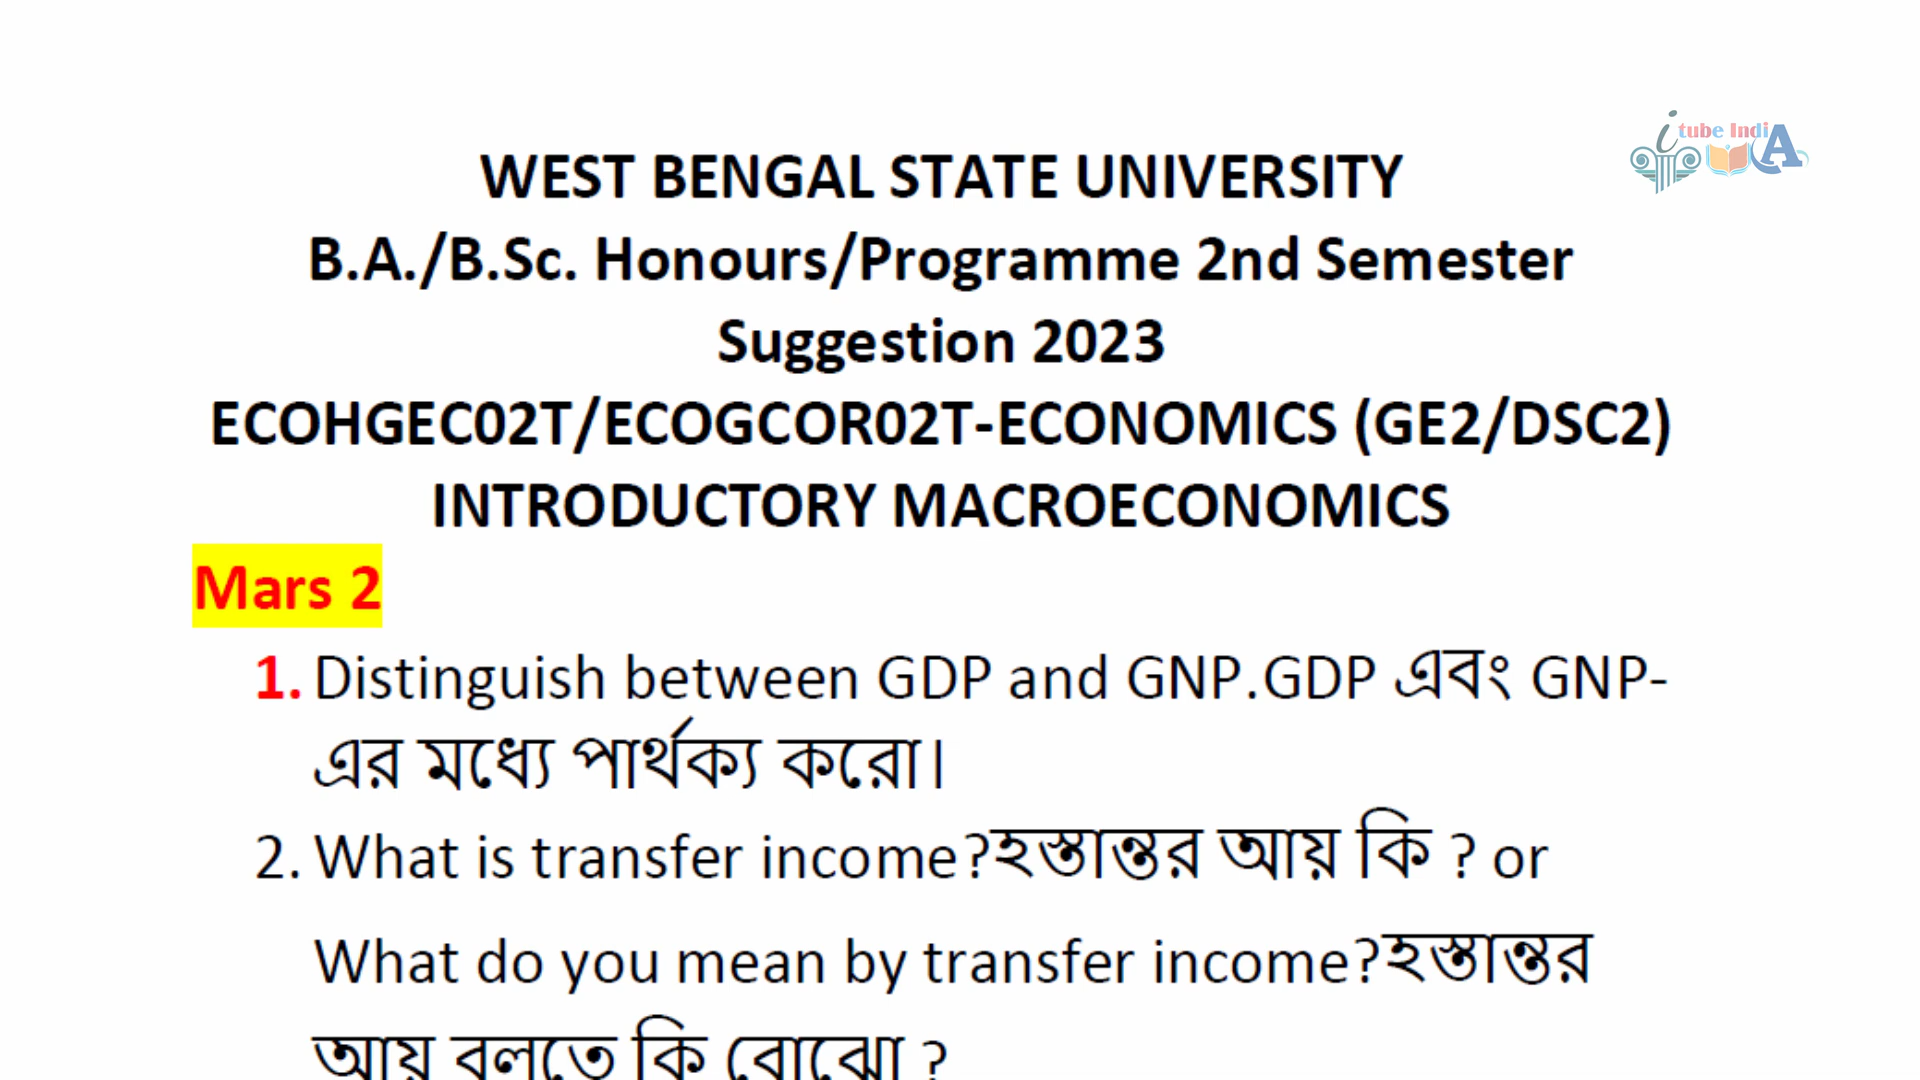 i tube IndiA
WEST BENGAL STATE UNIVERSITY
B.A./B.Sc. Honours/Programme 2nd Semester
Suggestion 2023
ECOHGEC02T/ECOGCOR02T-ECONOMICS (GE2/DSC2)
INTRODUCTORY MACROECONOMICS
Mars 2
1. Distinguish between GDP and GNP.GDP এবং GNP-
এর মধ্যে পার্থক্য করো।
2. What is transfer income?হস্তান্তর আয় কি ? or
What do you mean by transfer income?হস্তান্তর
আয় বলতে কি বোঝো ?